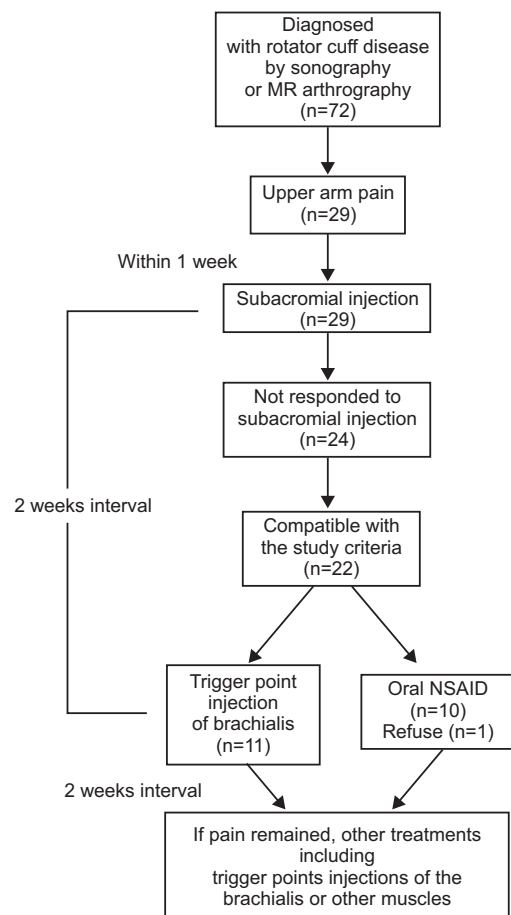 Diagnosed
with rotator cuff disease
by sonography
or MR arthrography
(n=72)
Upper arm pain
(n=29)
Within 1 week
Subacromial injection
(n=29)
Not responded to
subacromial injection
(n=24)
2 weeks interval
Compatible with
the study criteria
(n=22)
Trigger point
injection
of brachialis
(n=11)
Oral NSAID
(n=10)
Refuse (n=1)
2 weeks interval
If pain remained, other treatments
including
trigger points injections of the
brachialis or other muscles